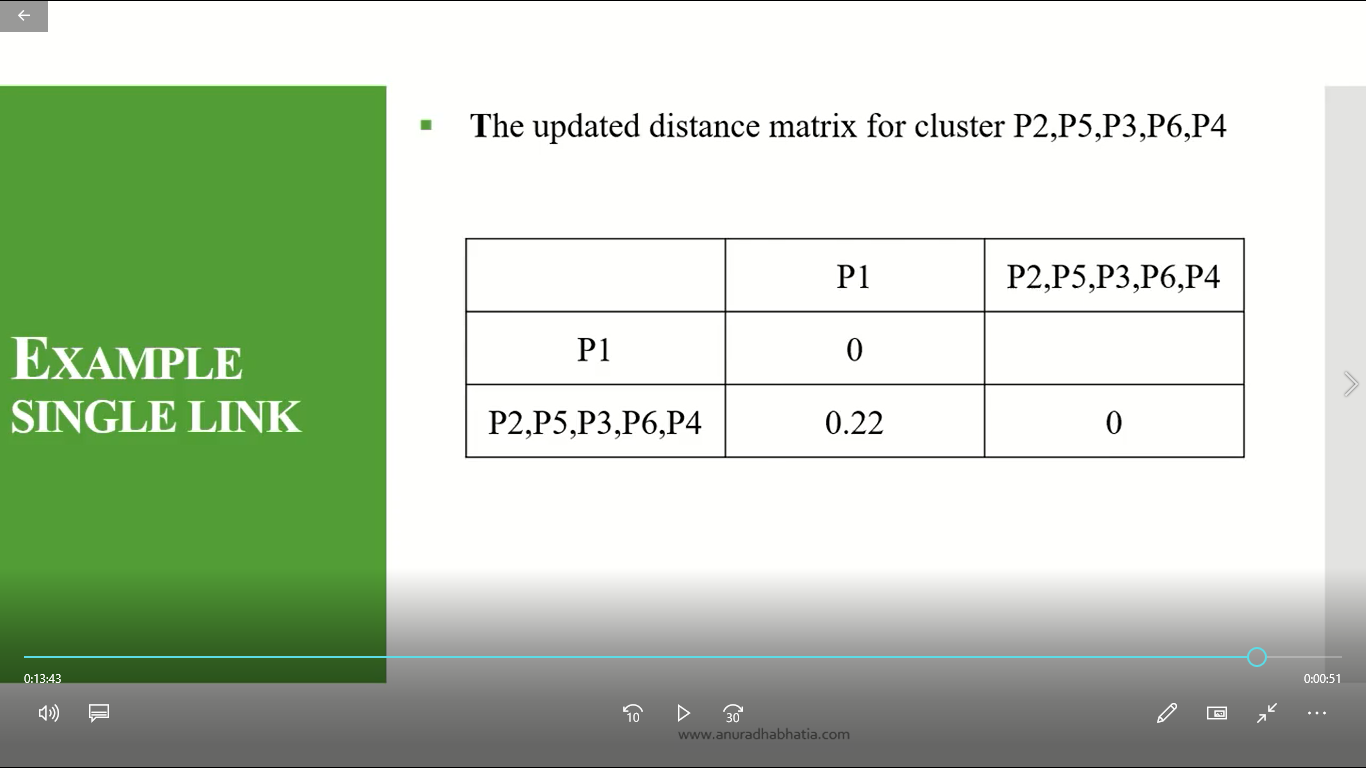 The updated distance matrix for cluster P2,P5,P3,P6,P4
EXAMPLE
SINGLE LINK
P1 P2,P5,P3,P6,P4
P1 0
P2,P5,P3,P6,P4 0.22 0
0:13:43 0:00:51
10 30
www.anuradhabhatia.com